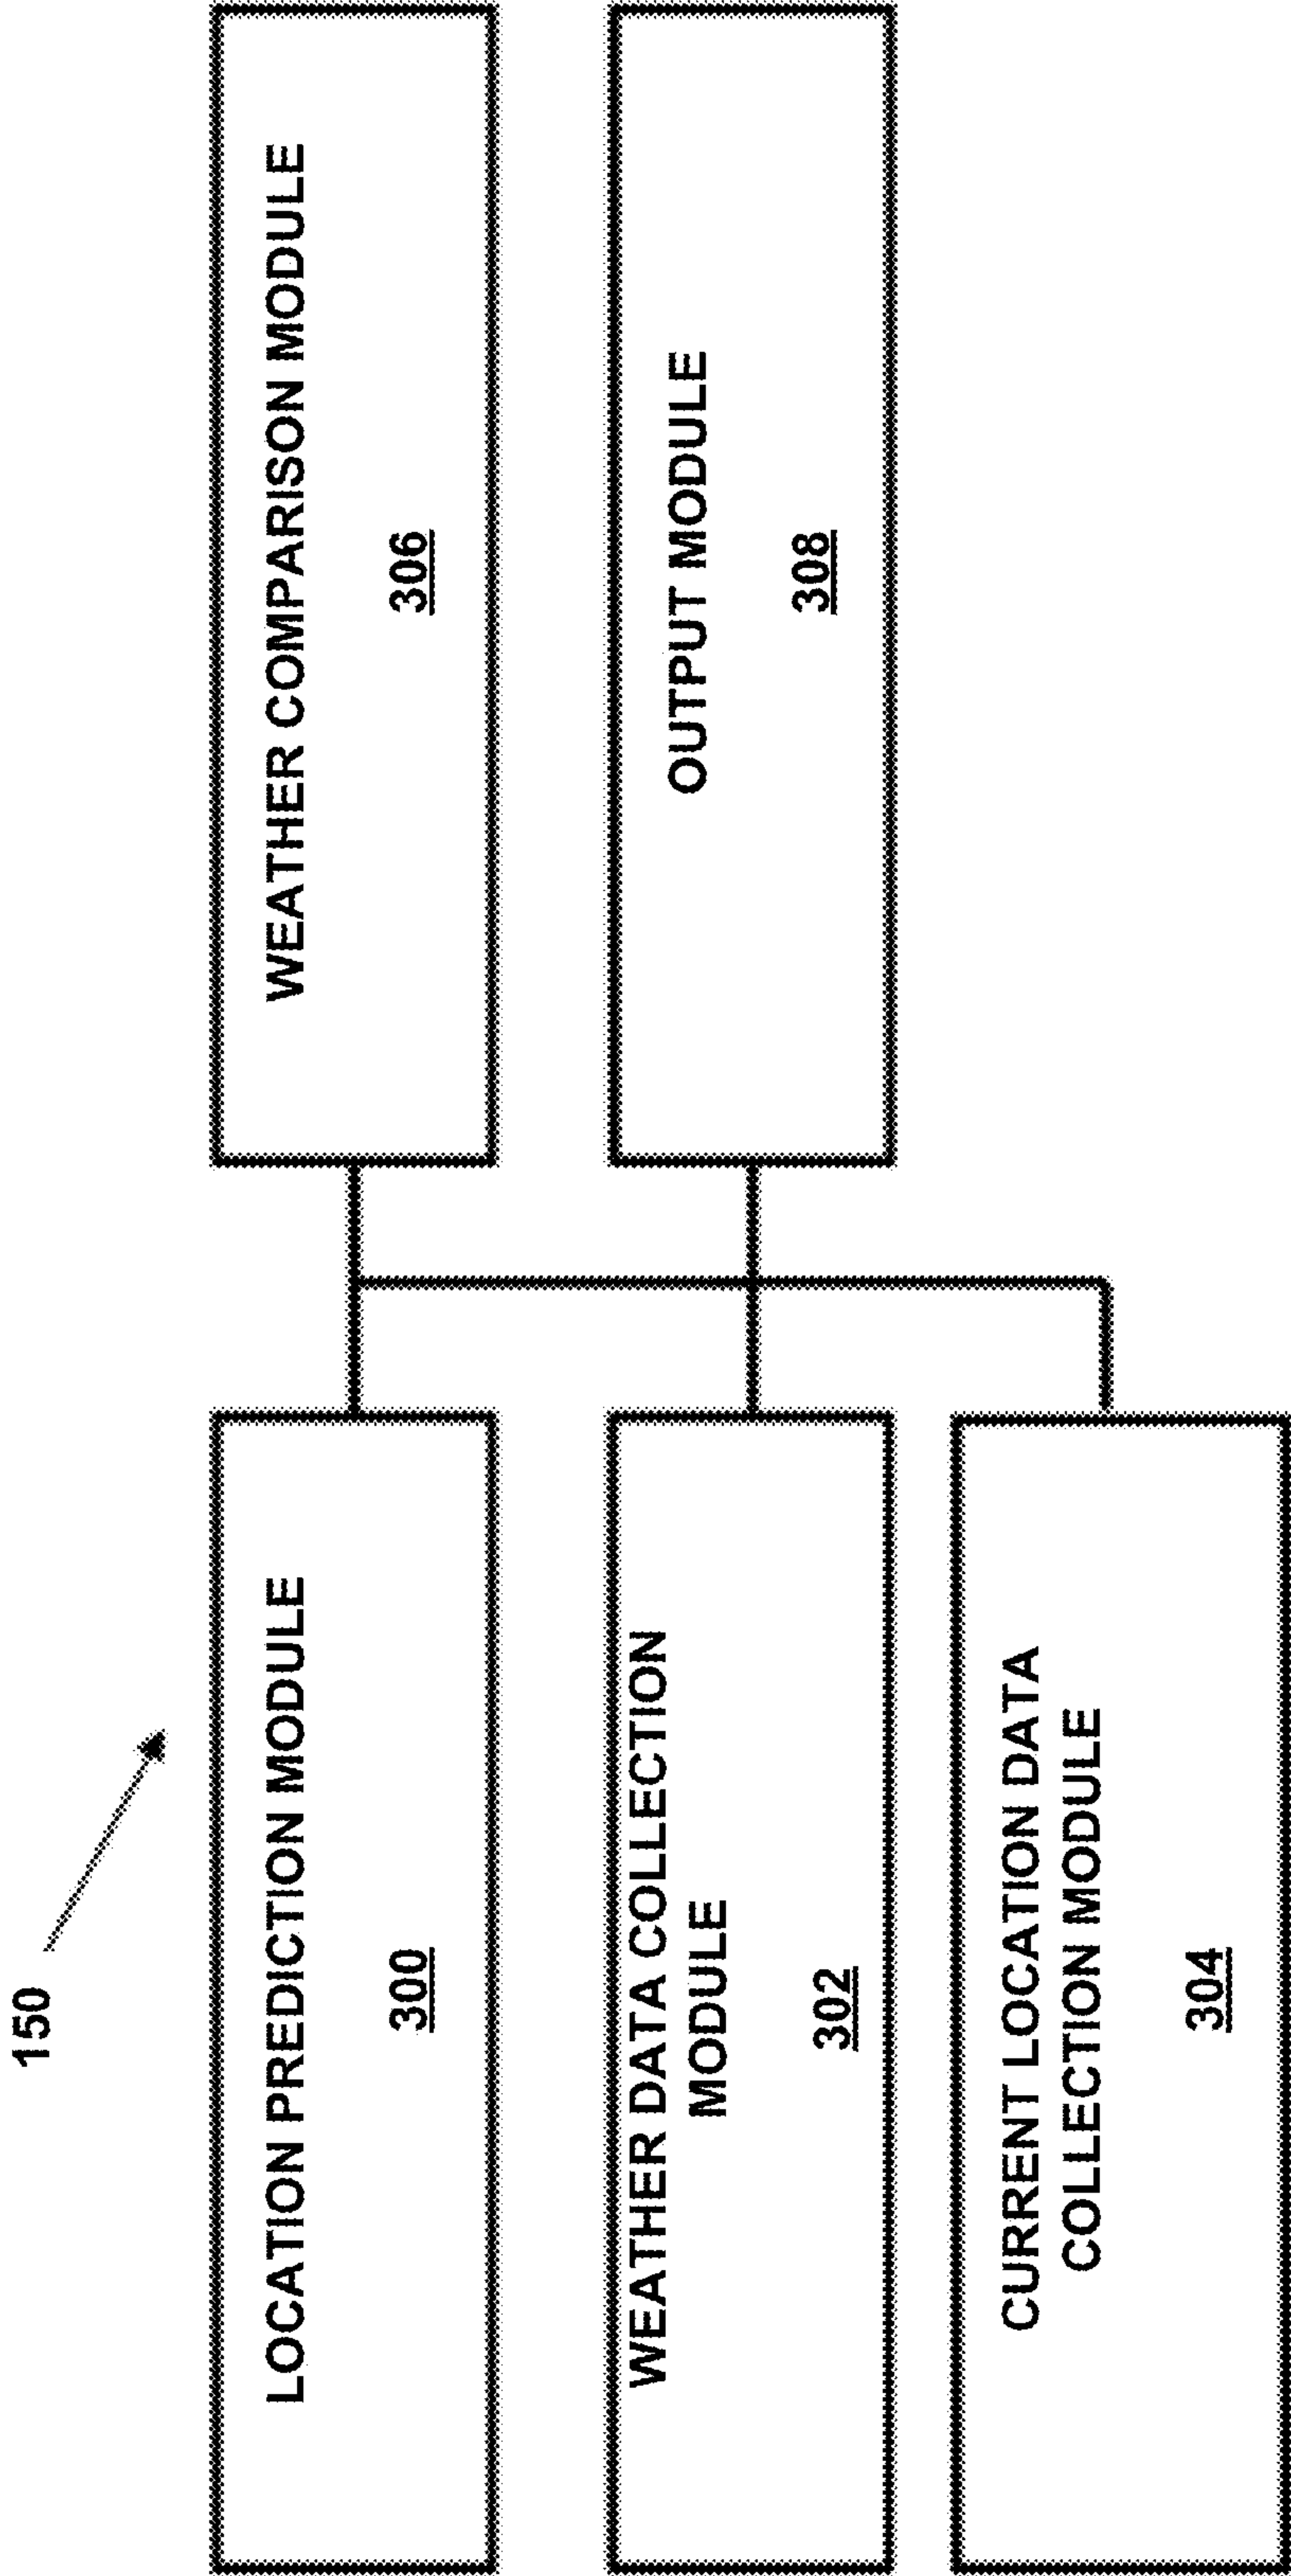 150
LOCATION PREDICTION MODULE
300
WEATHER DATA COLLECTION
MODULE
302
CURRENT LOCATION DATA
COLLECTION MODULE
304
WEATHER COMPARISON MODULE
306
OUTPUT MODULE
308